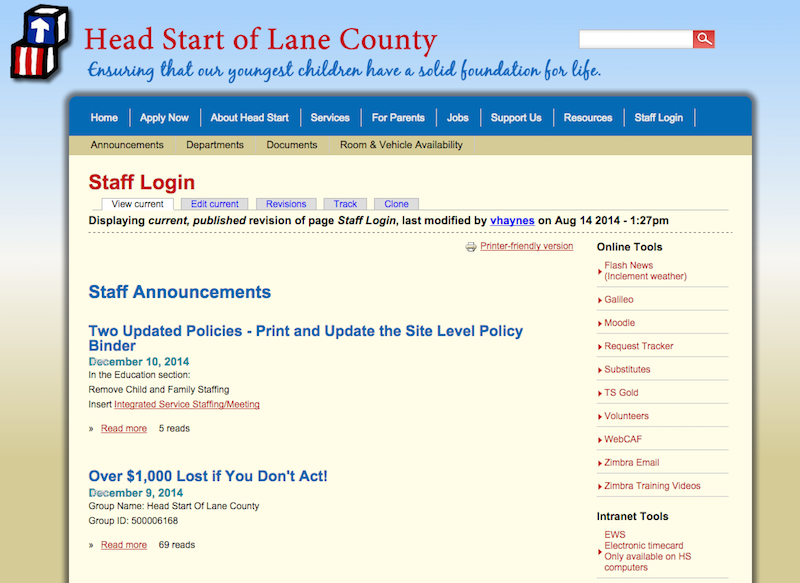 Head Start of Lane County
Ensuring that our youngest children have a solid foundation for life.
Home Apply Now About Head Start Services For Parents Jobs Support Us Resources Staff Login
Announcements Departments Documents Room & Vehicle Availability
Staff Login
View current Edit current Revisions Track Clone
Displaying current, published revision of page Staff Login, last modified by vhaynes on Aug 14 2014 - 1:27pm
Printer-friendly version
Staff Announcements
Two Updated Policies - Print and Update the Site Level Policy
Binder
December 10, 2014
In the Education section:
Remove Child and Family Staffing
Insert Integrated Service Staffing/Meeting
» Read more 5 reads
Over $1,000 Lost if You Don't Act!
December 9, 2014
Group Name: Head Start Of Lane County
Group ID: 500006168
» Read more 69 reads
Online Tools
Flash News
(Inclement weather)
Galileo
Moodle
Request Tracker
Substitutes
TS Gold
Volunteers
WebCAF
Zimbra Email
Zimbra Training Videos
Intranet Tools
EWS
Electronic timecard
Only available on HS
computers